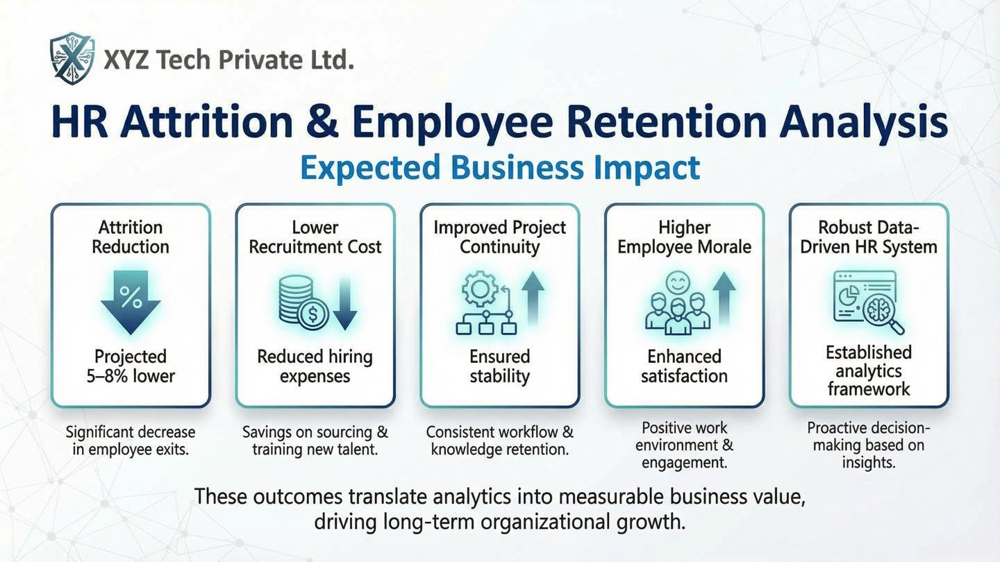 XYZ Tech Private Ltd.
HR Attrition & Employee Retention Analysis
Expected Business Impact
Attrition
Reduction
%
Projected
5–8% lower
Significant decrease
in employee exits.
Lower
Recruitment Cost
$
Reduced hiring
expenses
Savings on sourcing &
training new talent.
Improved Project
Continuity
Ensured
stability
Consistent workflow &
knowledge retention.
Higher
Employee Morale
Enhanced
satisfaction
Positive work
environment &
engagement.
Robust Data-
Driven HR System
Established
analytics
framework
Proactive decision-
making based on
insights.
These outcomes translate analytics into measurable business value,
driving long-term organizational growth.